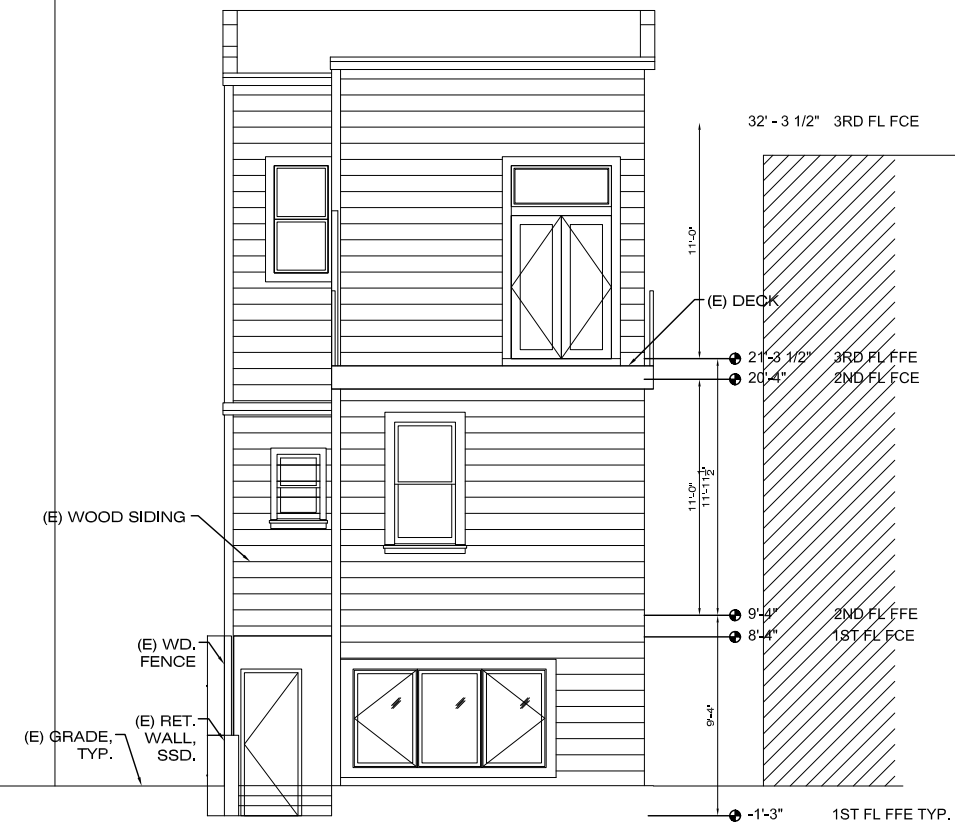 32' - 3 1/2" 3RD FL FCE
11'-0"
(E) DECK
21'-3 1/2" 3RD FL FFE
20'-4" 2ND FL FCE
11'-0"
11'-11 1/2"
(E) WOOD SIDING
9'-4" 2ND FL FFE
8'-4" 1ST FL FCE
(E) WD.
FENCE
9'-4"
(E) RET.
WALL,
SSD.
(E) GRADE,
TYP.
-1'-3" 1ST FL FFE TYP.